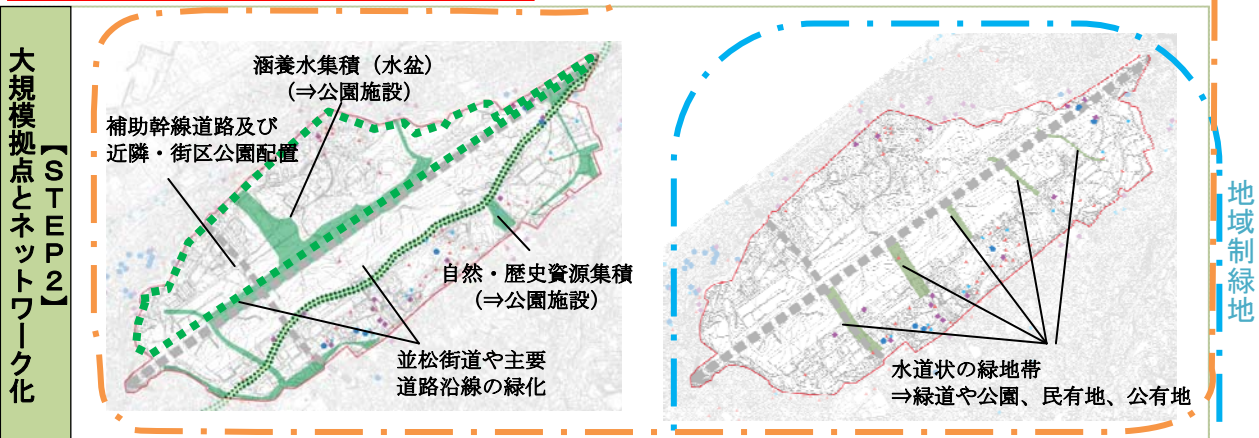 【STEP2】
大規模拠点とネットワーク化
涵養水集積（水盆）
（⇒公園施設）
補助幹線道路及び
近隣・街区公園配置
自然・歴史資源集積
（⇒公園施設）
並松街道や主要
道路沿線の緑化
水道状の緑地帯
⇒緑道や公園、民有地、公有地
地域制緑地